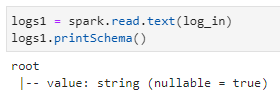 logs1 = spark.read.text(log_in)
logs1.printSchema()
root
 |-- value: string (nullable = true)